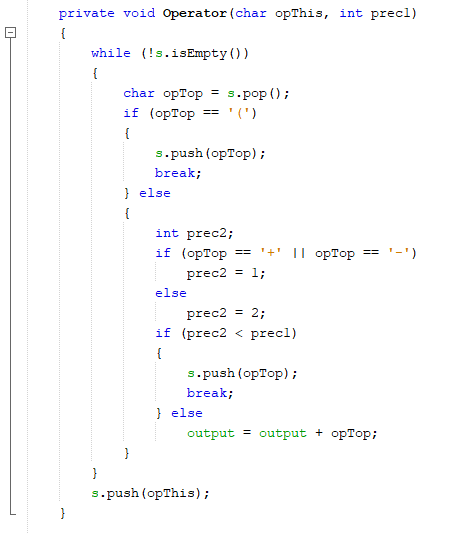 private void Operator(char opThis, int prec1)
{
while (!s.isEmpty())
{
char opTop = s.pop();
if (opTop == '(')
{
s.push(opTop);
break;
} else
{
int prec2;
if (opTop == '+' || opTop == '-')
prec2 = 1;
else
prec2 = 2;
if (prec2 < prec1)
{
s.push(opTop);
break;
} else
output = output + opTop;
}
}
s.push(opThis);
}